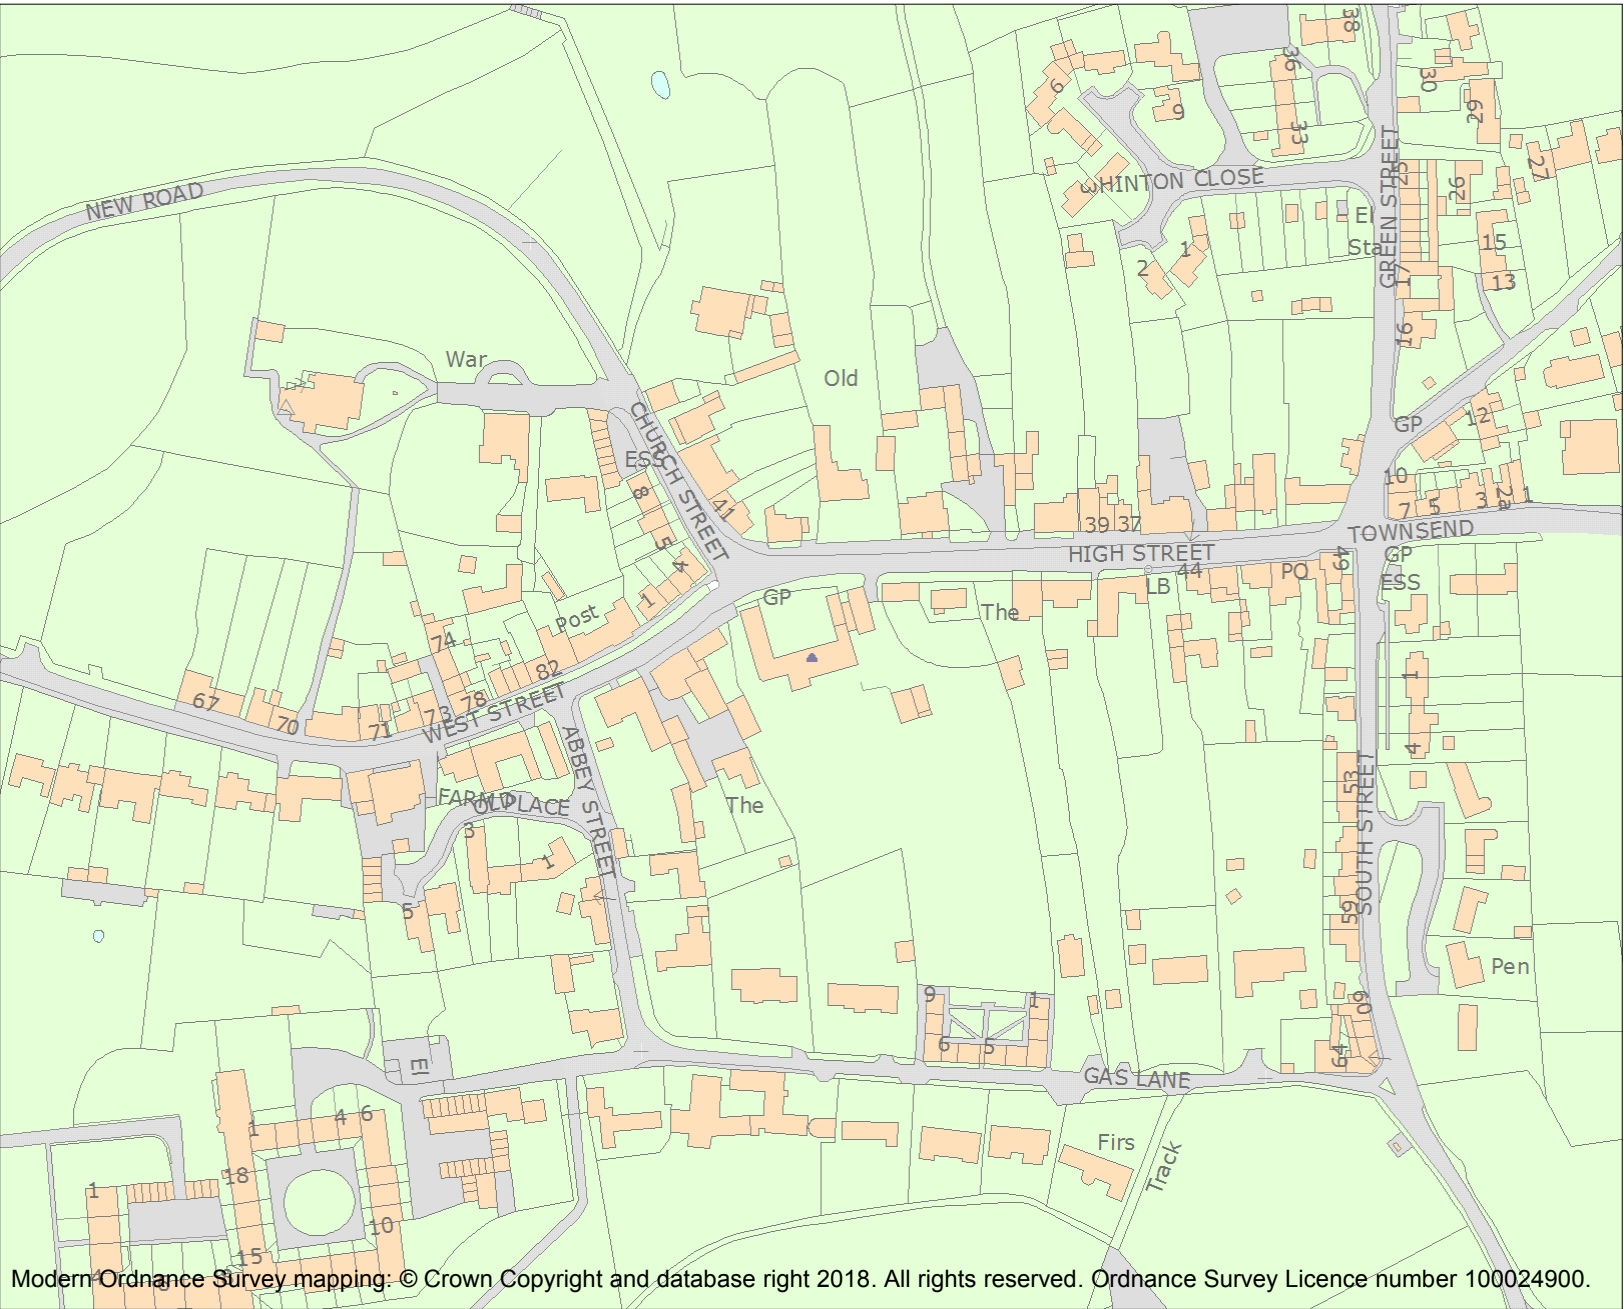 38
36
6
30
9
29
33
27
HINTON CLOSE
GREEN STREET
25
3
26
NEW ROAD
El
Sta
15
1
2
17
13
16
War
Old
CHURCH STREET
GP
12
ESS
10
8
41
7
5
3
2a
1
39
37
TOWNSEND
5
HIGH STREET
49
GP
4
44
PO
ESS
LB
1
GP
Post
The
74
82
1
67
78
73
70
71
WEST STREET
ABBEY STREET
4
53
SOUTH STREET
FARM
OLD
PLACE
The
3
1
5
59
Pen
9
1
60
6
5
64
El
GAS LANE
1
4
6
Firs
Track
18
1
10
15
Modern Ordnance Survey mapping: © Crown Copyright and database right 2018. All rights reserved. Ordnance Survey Licence number 100024900.